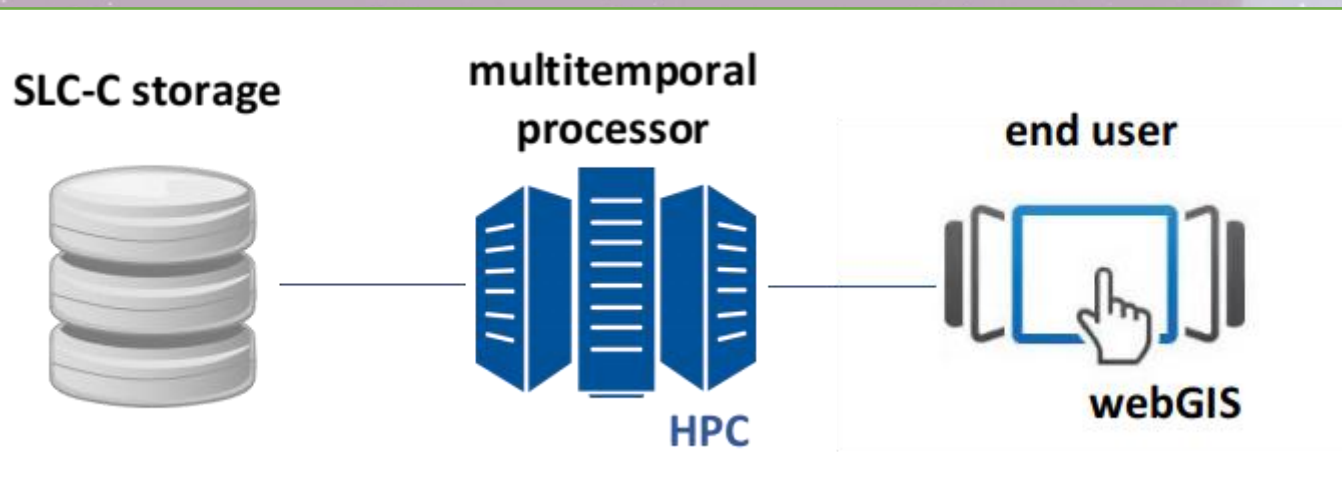 SLC-C storage
multitemporal
processor
HPC
end user
webGIS